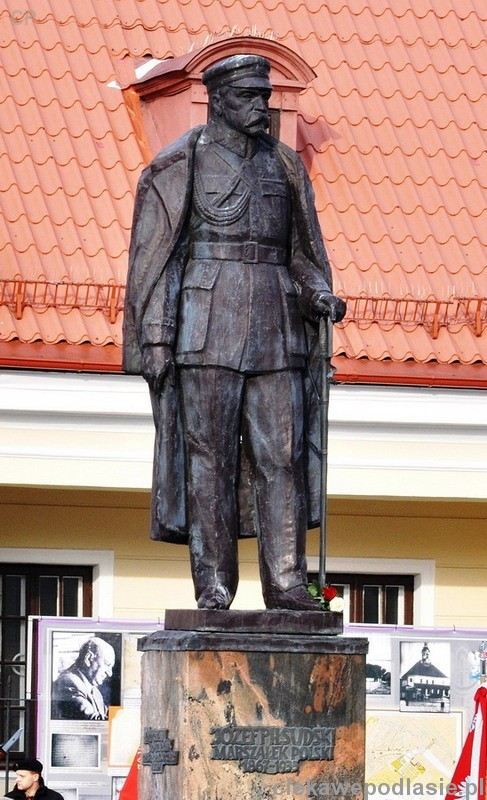 JÓZEF PIŁSUDSKI
MARSZAŁEK POLSKI
1867-1935
ciekawepodlasie.pl